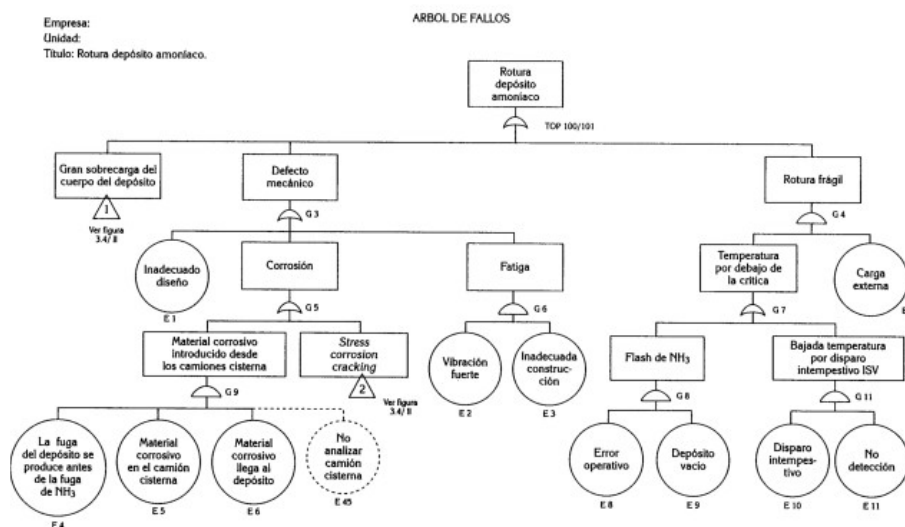 ARBOL DE FALLOS
Empresa:
Unidad:
Título: Rotura depósito amoníaco.
Rotura
depósito
amoníaco
TOP 100/101
Gran sobrecarga del
cuerpo del depósito
1
Ver figura
3.4/ II
Defecto
mecánico
G 3
Rotura frágil
G 4
Inadecuado
diseño
E 1
Corrosión
G 5
Fatiga
G 6
Temperatura
por debajo de
la crítica
G 7
Carga
externa
E
Material corrosivo
introducido desde
los camiones cisterna
G 9
Stress
corrosion
cracking
2
Ver figura
3.4/ II
Vibración
fuerte
E 2
Inadecuada
construc-
ción
E 3
Flash de NH3
G 8
Bajada temperatura
por disparo
intempestivo ISV
G 11
La fuga
del depósito se
produce antes
de la fuga
de NH3
E 4
Material
corrosivo
en el camión
cisterna
E 5
Material
corrosivo
llega al
depósito
E 6
No
analizar
camión
cisterna
E 45
Error
operativo
E 8
Depósito
vacío
E 9
Disparo
intempes-
tivo
E 10
No
detección
E 11